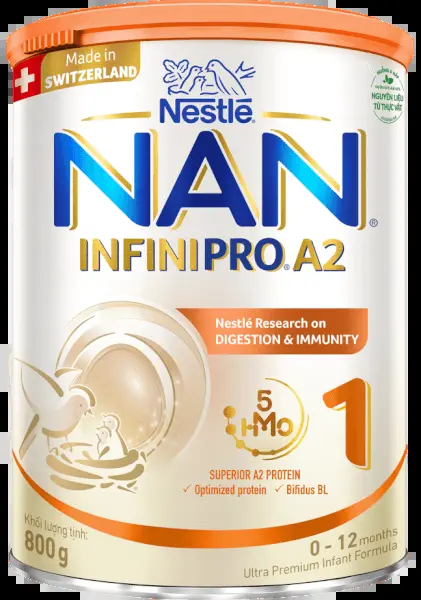 Made in
SWITZERLAND
Nestlé
NGUYÊN LIỆU
TỪ THỰC VẬT
NAN®
INFINIPRO® A2
Nestlé Research on
DIGESTION & IMMUNITY
5
HMO
1
SUPERIOR A2 PROTEIN
✓ Optimized protein ✓ Bifidus BL
Khối lượng tịnh:
800g
0 - 12 months
Ultra Premium Infant Formula